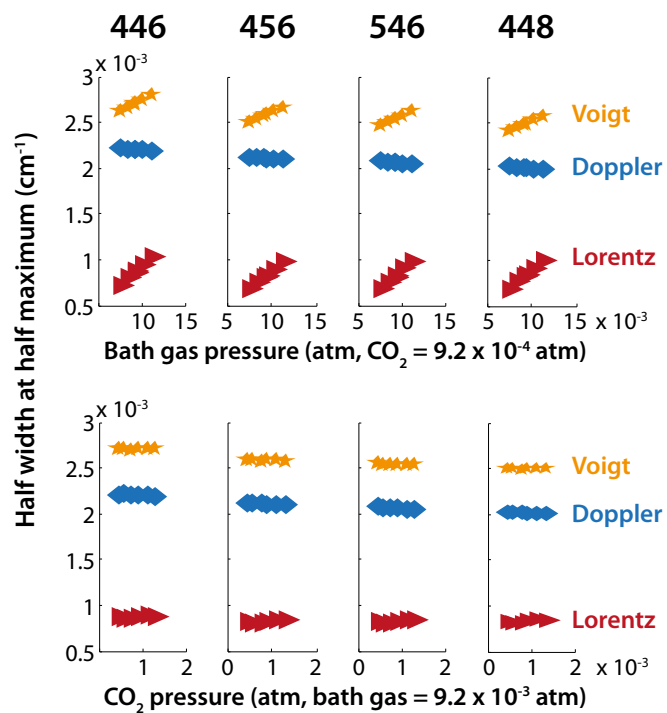 446 456 546 448
x 10⁻³
3
2.5
2
1.5
1
0.5
Voigt
Doppler
Lorentz
10 15 5 10 15 5 10 15 5 10 15 x 10⁻³
Bath gas pressure (atm, CO₂ = 9.2 x 10⁻⁴ atm)
Half width at half maximum (cm⁻¹)
x 10⁻³
3
2.5
2
1.5
1
0.5
Voigt
Doppler
Lorentz
1 2 0 1 2 0 1 2 0 1 2 x 10⁻³
CO₂ pressure (atm, bath gas = 9.2 x 10⁻³ atm)